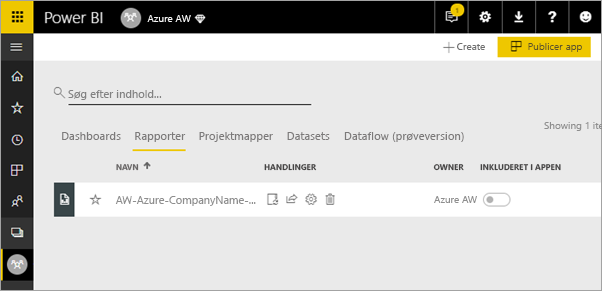 Power BI Azure AW 1 ?
Create Publicer app
Søg efter indhold...
Showing 1 ite
Dashboards Rapporter Projektmapper Datasets Dataflow (prøveversion)
NAVN HANDLINGER OWNER INKLUDERET I APPEN
AW-Azure-CompanyName-... Azure AW